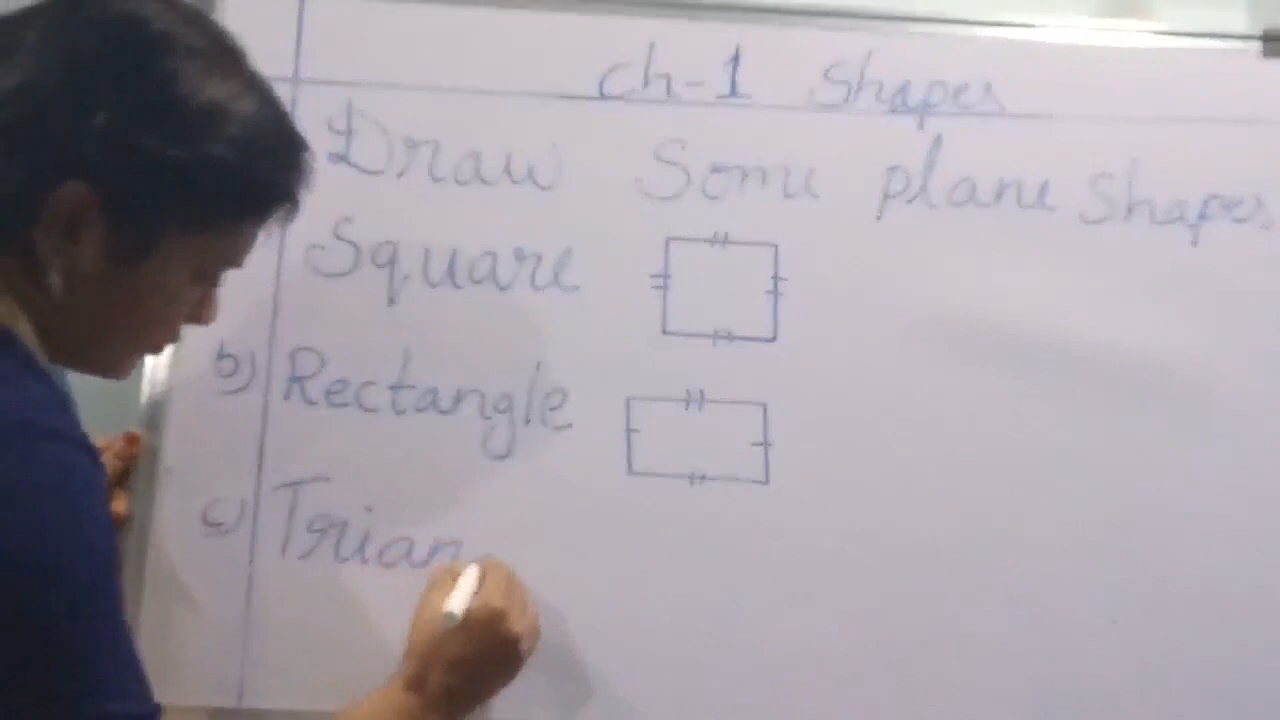 Ch-1 Shapes
Draw Some plane Shapes
Square
b) Rectangle
c) Trian